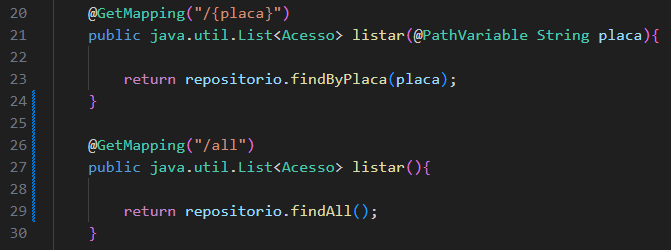 20 @GetMapping("/{placa}")
21 public java.util.List<Acesso> listar(@PathVariable String placa){
22
23 return repositorio.findByPlaca(placa);
24 }
25
26 @GetMapping("/all")
27 public java.util.List<Acesso> listar(){
28
29 return repositorio.findAll();
30 }